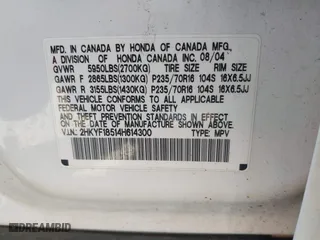 MFD. IN CANADA BY HONDA OF CANADA MFG.,
A DIVISION OF HONDA CANADA INC. 08/04
GVWR 5950LBS(2700KG) TIRE SIZE RIM SIZE
GAWR F 2865LBS(1300KG) P235/70R16 104S 16X6.5JJ
GAWR R 3155LBS(1430KG) P235/70R16 104S 16X6.5JJ
THIS VEHICLE CONFORMS TO ALL APPLICABLE
FEDERAL MOTOR VEHICLE SAFETY AND THEFT PREVENTION
STANDARDS IN EFFECT ON THE DATE OF MANUFACTURE SHOWN ABOVE.
V.I.N.: 2HKYF18514H614300 TYPE: MPV